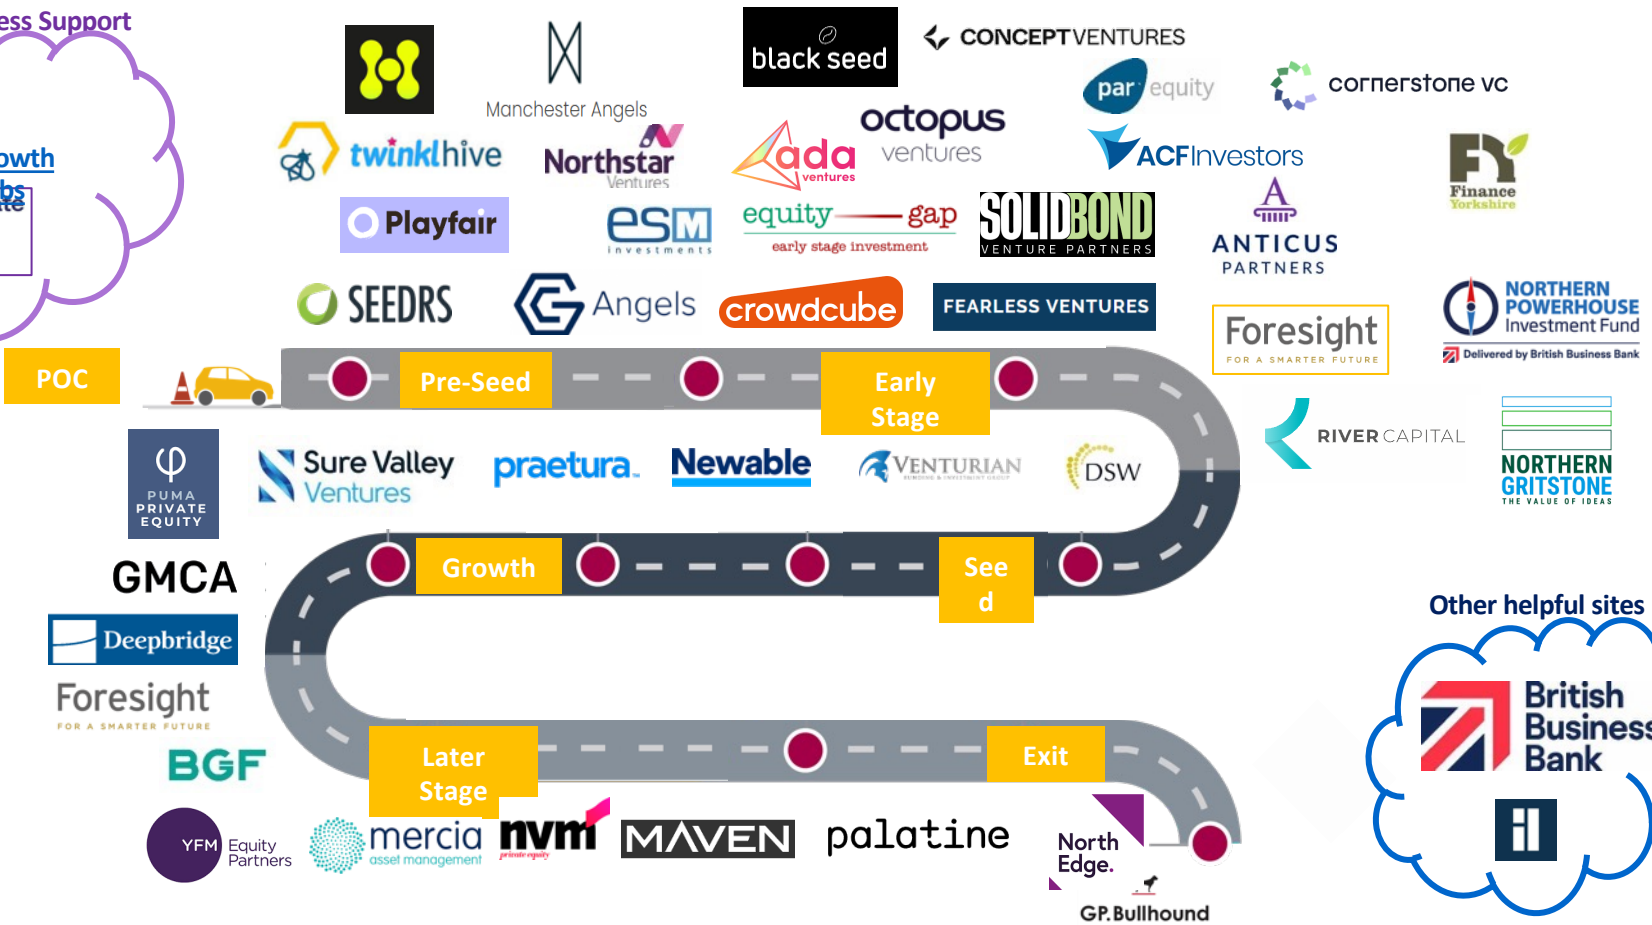 ess Support
owth
bs
Manchester Angels
black seed
CONCEPTVENTURES
par equity
cornerstone vc
twinkl hive
Northstar
Ventures
ada
ventures
octopus
ventures
ACFInvestors
Finance
Yorkshire
Playfair
esm
investments
equity gap
early stage investment
SOLIDBOND
VENTURE PARTNERS
ANTICUS
PARTNERS
SEEDRS
G Angels
crowdcube
FEARLESS VENTURES
Foresight
FOR A SMARTER FUTURE
NORTHERN
POWERHOUSE
Investment Fund
Delivered by British Business Bank
POC
Pre-Seed
Early
Stage
RIVER CAPITAL
NORTHERN
GRITSTONE
THE VALUE OF IDEAS
PUMA
PRIVATE
EQUITY
Sure Valley
Ventures
praetura
Newable
VENTURIAN
DSW
GMCA
Growth
See
d
Deepbridge
Foresight
FOR A SMARTER FUTURE
BGF
Other helpful sites
British
Business
Bank
Later
Stage
Exit
YFM Equity
Partners
mercia
asset management
nvm
private equity
MAVEN
palatine
North
Edge.
GP.Bullhound